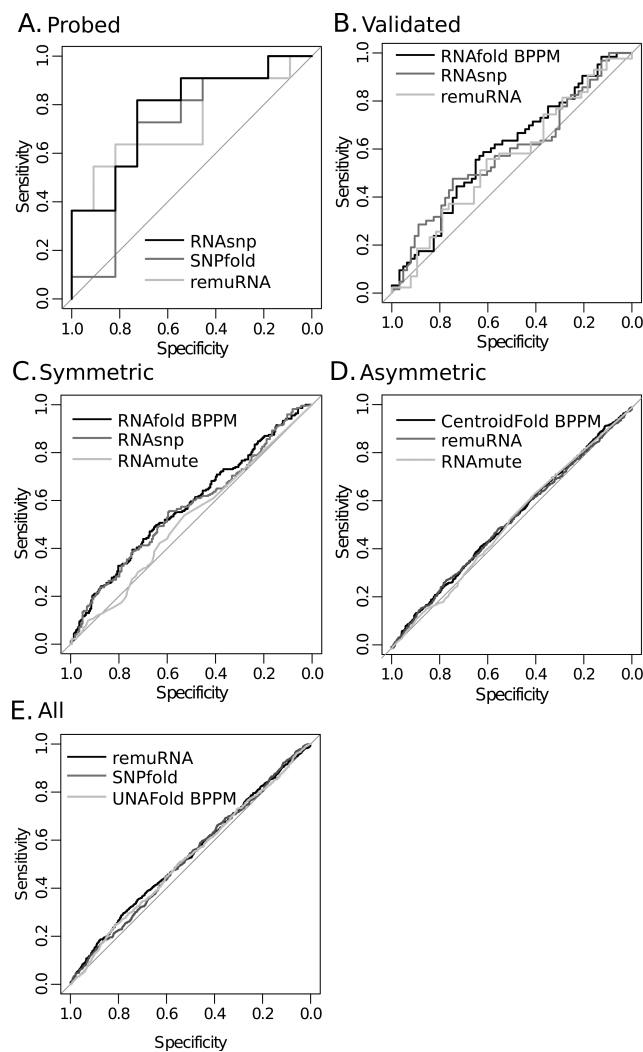 A. Probed
Sensitivity
0.0 0.2 0.4 0.6 0.8 1.0
RNAsnp
SNPfold
remuRNA
1.0 0.8 0.6 0.4 0.2 0.0
Specificity
B. Validated
Sensitivity
0.0 0.2 0.4 0.6 0.8 1.0
RNAfold BPPM
RNAsnp
remuRNA
1.0 0.8 0.6 0.4 0.2 0.0
Specificity
C. Symmetric
Sensitivity
0.0 0.2 0.4 0.6 0.8 1.0
RNAfold BPPM
RNAsnp
RNAmute
1.0 0.8 0.6 0.4 0.2 0.0
Specificity
D. Asymmetric
Sensitivity
0.0 0.2 0.4 0.6 0.8 1.0
CentroidFold BPPM
remuRNA
RNAmute
1.0 0.8 0.6 0.4 0.2 0.0
Specificity
E. All
Sensitivity
0.0 0.2 0.4 0.6 0.8 1.0
remuRNA
SNPfold
UNAFold BPPM
1.0 0.8 0.6 0.4 0.2 0.0
Specificity